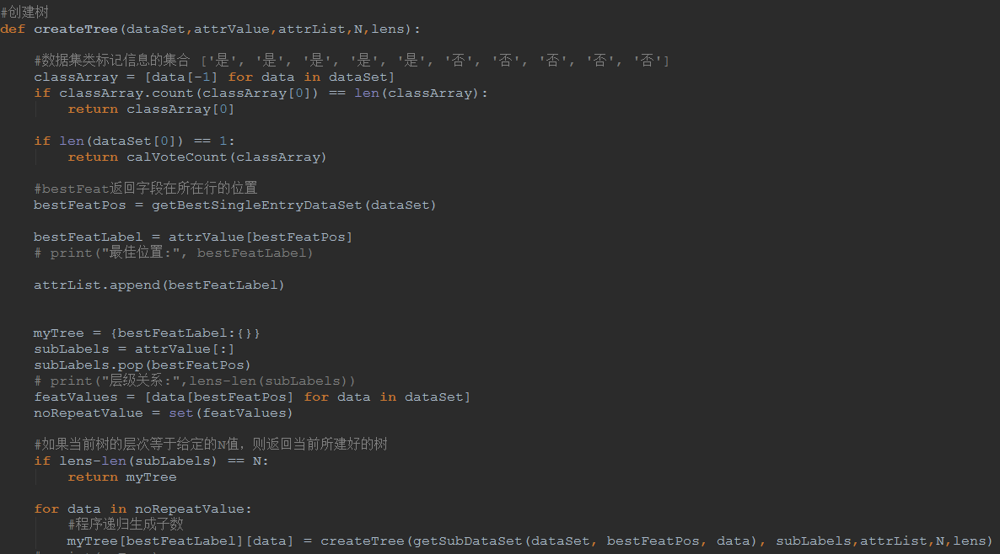 #创建树
def createTree(dataSet,attrValue,attrList,N,lens):
#数据集类标记信息的集合 ['是', '是', '是', '是', '是', '否', '否', '否', '否', '否']
classArray = [data[-1] for data in dataSet]
if classArray.count(classArray[0]) == len(classArray):
return classArray[0]
if len(dataSet[0]) == 1:
return calVoteCount(classArray)
#bestFeat返回字段在所在行的位置
bestFeatPos = getBestSingleEntryDataSet(dataSet)
bestFeatLabel = attrValue[bestFeatPos]
# print("最佳位置:", bestFeatLabel)
attrList.append(bestFeatLabel)
myTree = {bestFeatLabel:{}}
subLabels = attrValue[:]
subLabels.pop(bestFeatPos)
# print("层级关系:",lens-len(subLabels))
featValues = [data[bestFeatPos] for data in dataSet]
noRepeatValue = set(featValues)
#如果当前树的层次等于给定的N值，则返回当前所建好的树
if lens-len(subLabels) == N:
return myTree
for data in noRepeatValue:
#程序递归生成子数
myTree[bestFeatLabel][data] = createTree(getSubDataSet(dataSet, bestFeatPos, data), subLabels,attrList,N,lens)